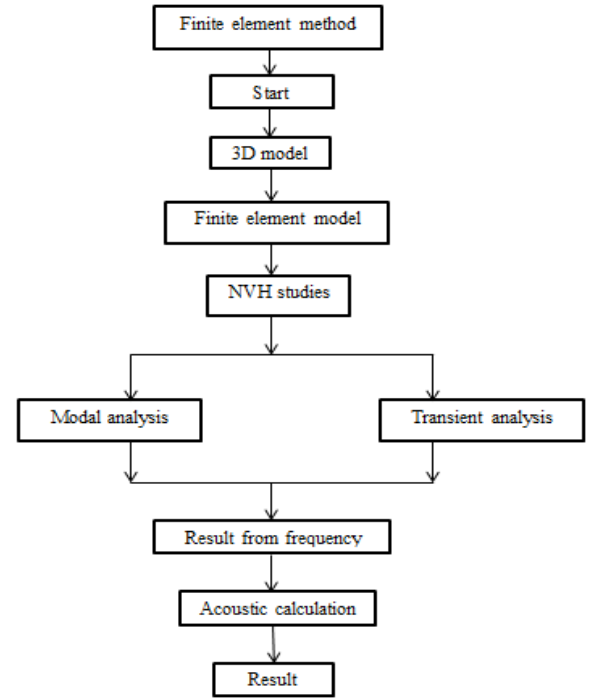 Finite element method
Start
3D model
Finite element model
NVH studies
Modal analysis
Transient analysis
Result from frequency
Acoustic calculation
Result